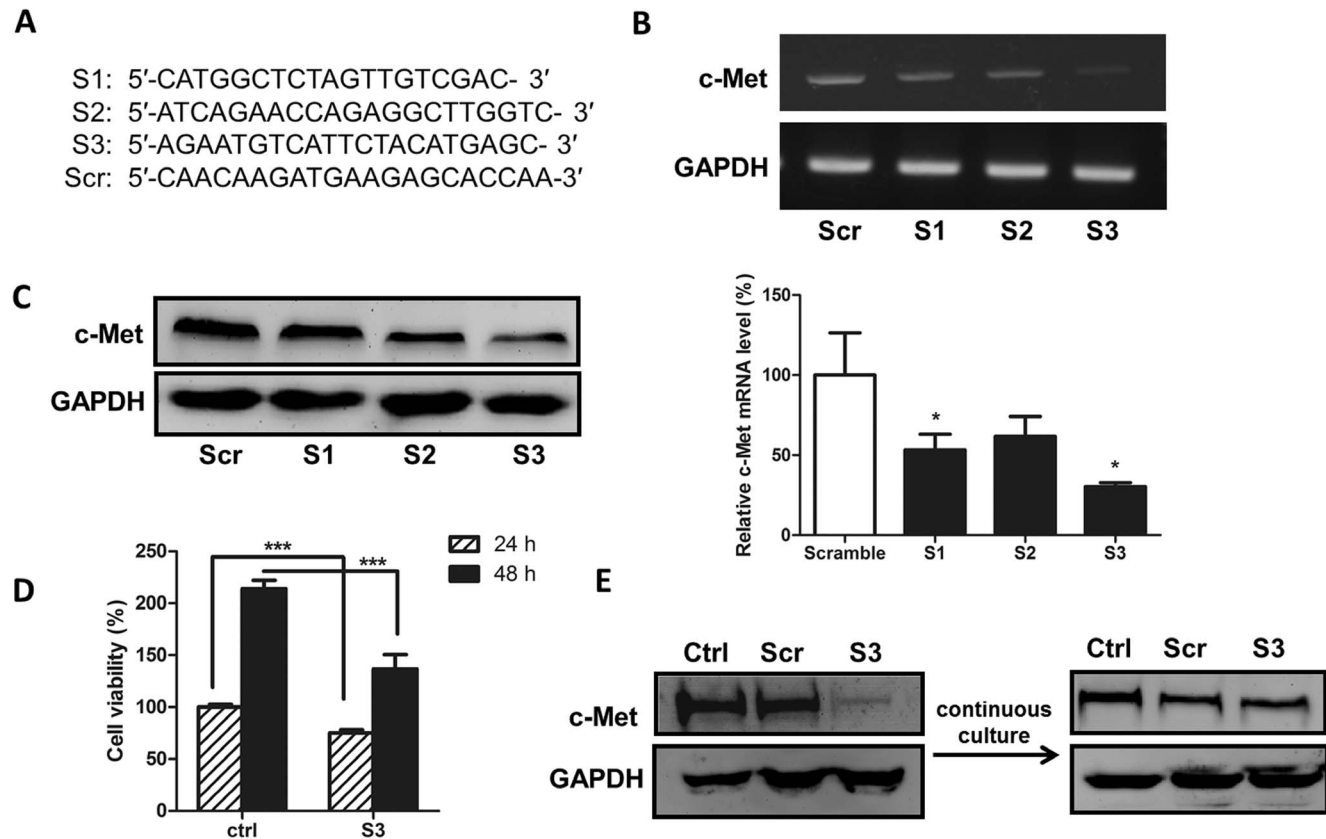 A
S1: 5′-CATGGCTCTAGTTGTCGAC- 3′
S2: 5′-ATCAGAACCAGAGGCTTGGTC- 3′
S3: 5′-AGAATGTCATTCTACATGAGC- 3′
Scr: 5′-CAACAAGATGAAGAGCACCAA-3′
B
c-Met
GAPDH
Scr S1 S2 S3
Relative c-Met mRNA level (%)
150
100
50
0
*
*
Scramble S1 S2 S3
C
c-Met
GAPDH
Scr S1 S2 S3
D
Cell viability (%)
250
200
150
100
50
0
***
***
24 h
48 h
ctrl S3
E
Ctrl Scr S3
c-Met
GAPDH
continuous
culture
Ctrl Scr S3